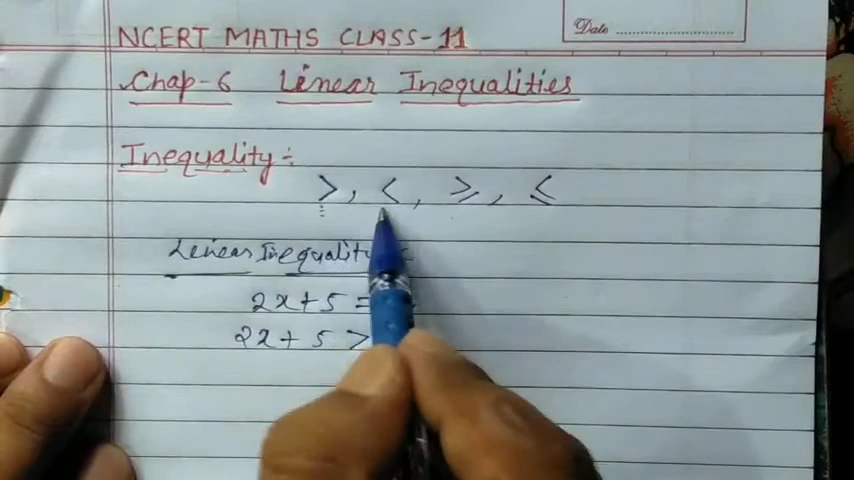 Date
NCERT MATHS CLASS-11
Chap-6 Linear Inequalities
Inequality :-
>, <, ≥, ≤
Linear Inequality
2x+5 =
2x+5 >